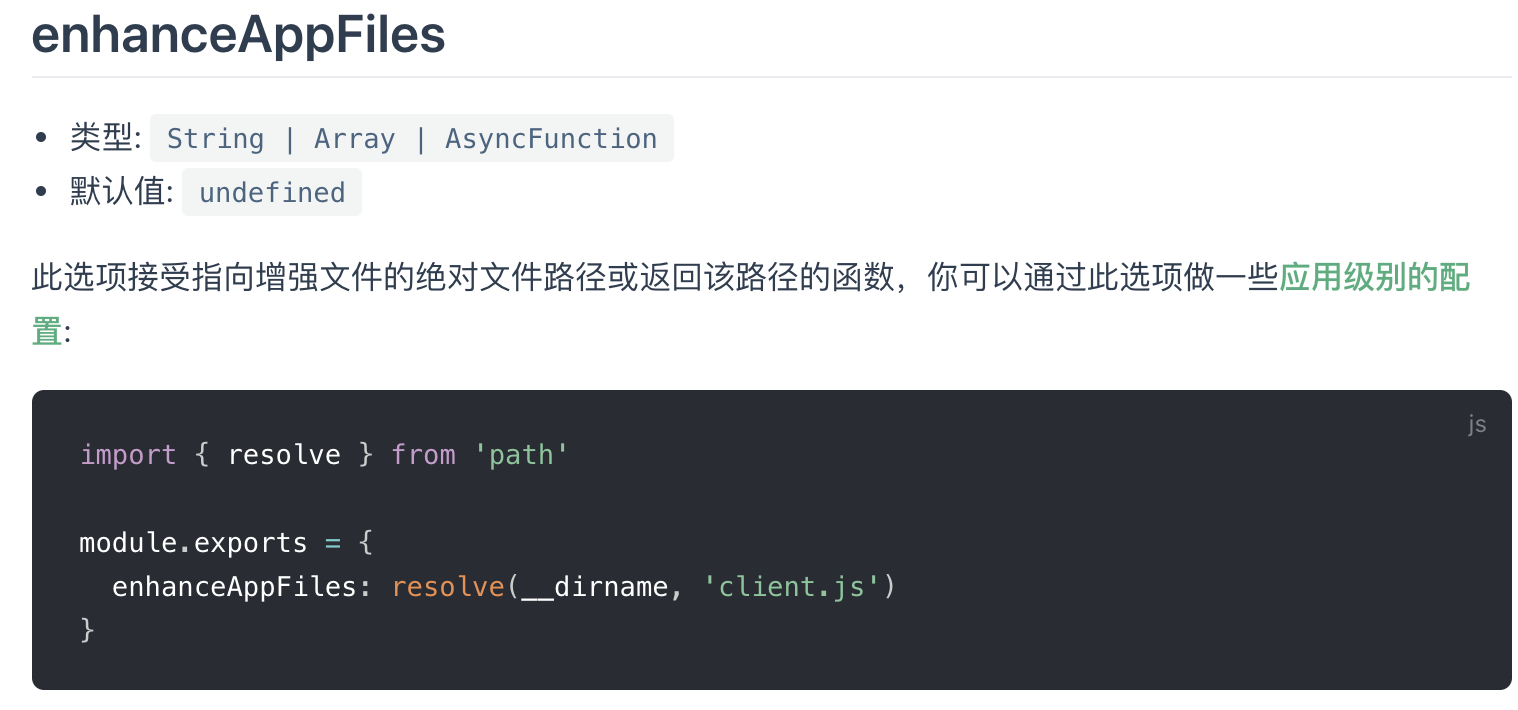 enhanceAppFiles
类型: String | Array | AsyncFunction
默认值: undefined
此选项接受指向增强文件的绝对文件路径或返回该路径的函数，你可以通过此选项做一些应用级别的配
置:
js
import { resolve } from 'path'
module.exports = {
  enhanceAppFiles: resolve(__dirname, 'client.js')
}